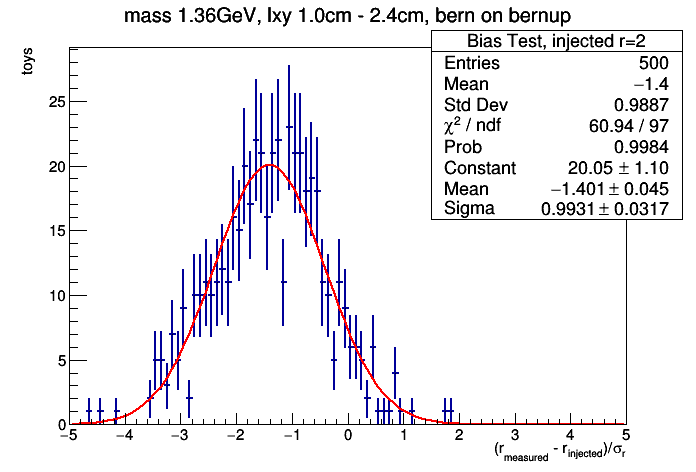 mass 1.36GeV, lxy 1.0cm - 2.4cm, bern on bernup
toys
Bias Test, injected r=2
Entries 500
Mean −1.4
Std Dev 0.9887
χ² / ndf 60.94 / 97
Prob 0.9984
Constant 20.05 ± 1.10
Mean −1.401 ± 0.045
Sigma 0.9931 ± 0.0317
25
20
15
10
5
0
−5 −4 −3 −2 −1 0 1 2 3 4 5
(r_measured - r_injected)/σ_r